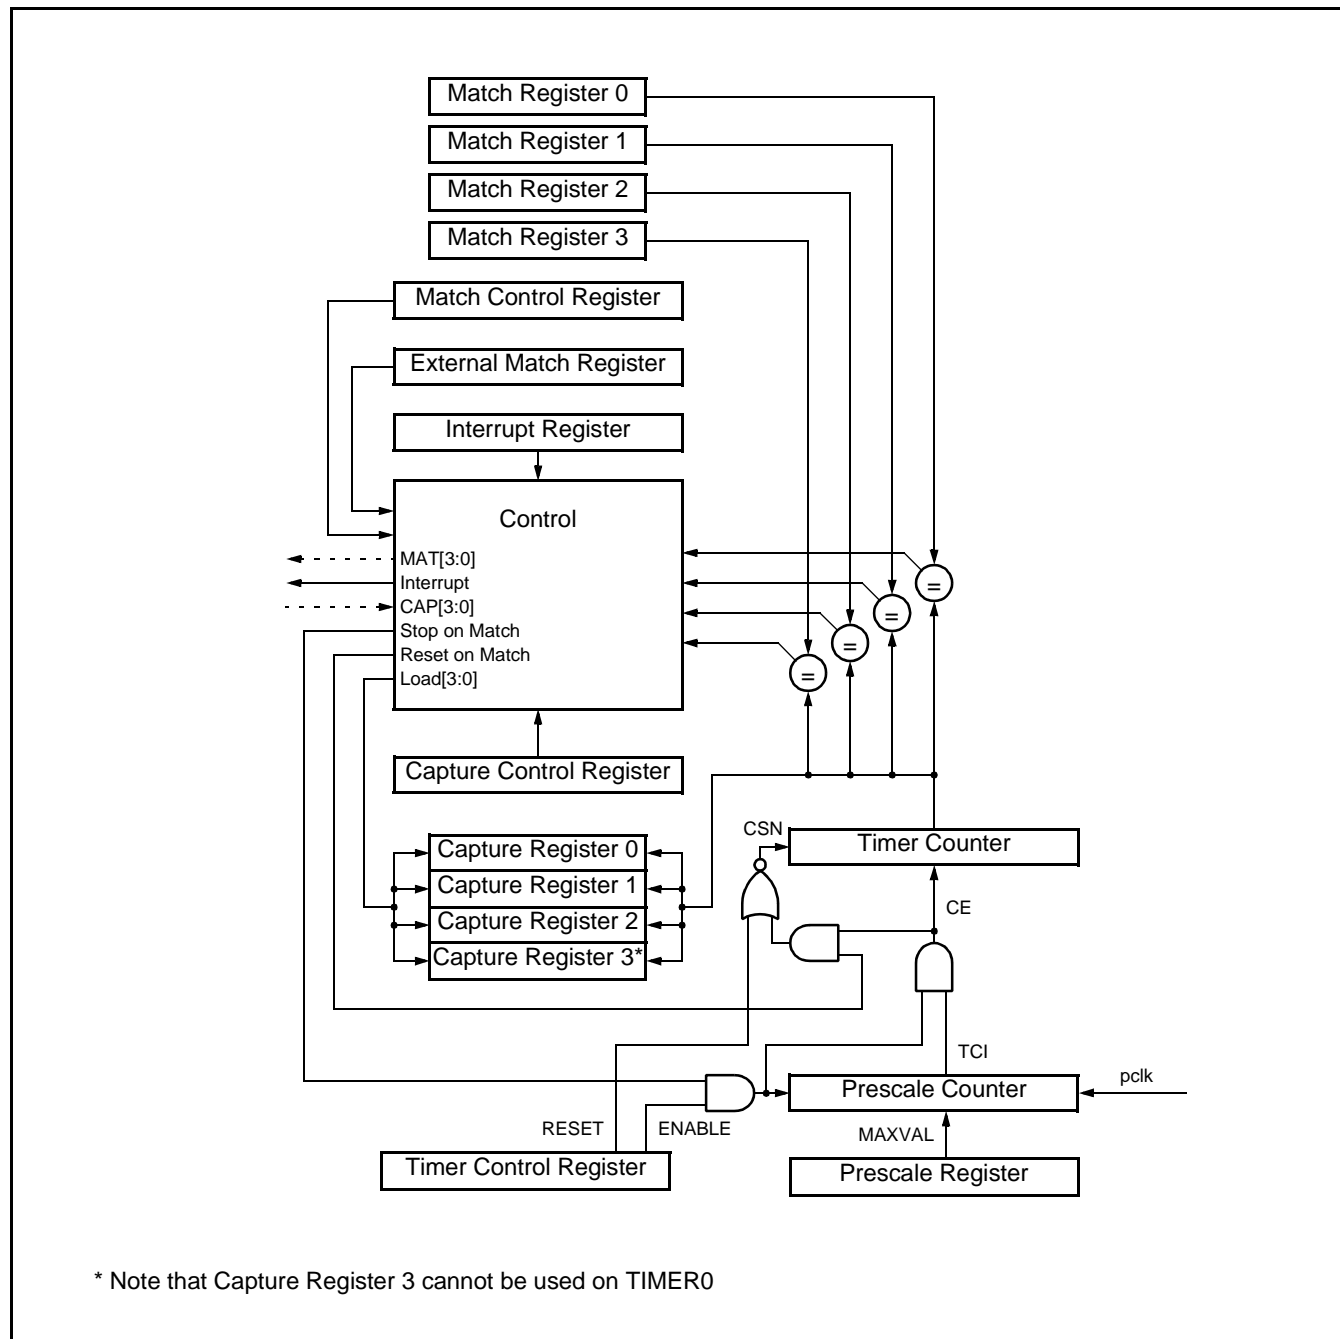 Match Register 0
Match Register 1
Match Register 2
Match Register 3
Match Control Register
External Match Register
Interrupt Register
Control
MAT[3:0]
Interrupt
CAP[3:0]
Stop on Match
Reset on Match
Load[3:0]
=
=
=
=
Capture Control Register
CSN
Timer Counter
Capture Register 0
Capture Register 1
Capture Register 2
Capture Register 3*
CE
TCI
pclk
Prescale Counter
RESET
ENABLE
MAXVAL
Timer Control Register
Prescale Register
* Note that Capture Register 3 cannot be used on TIMER0